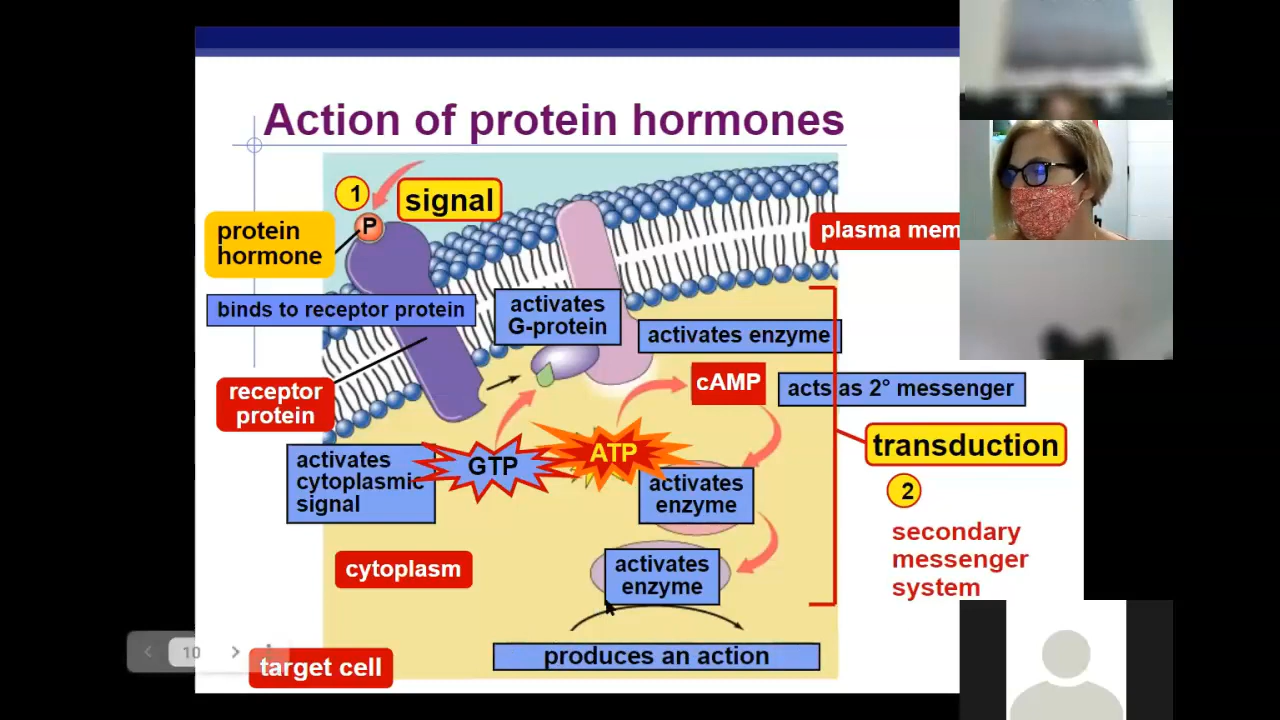 Action of protein hormones
1
signal
P
protein
hormone
plasma mem
binds to receptor protein
activates
G-protein
activates enzyme
receptor
protein
cAMP
acts as 2° messenger
transduction
GTP
ATP
activates
cytoplasmic
signal
activates
enzyme
2
secondary
messenger
system
cytoplasm
activates
enzyme
produces an action
10
target cell